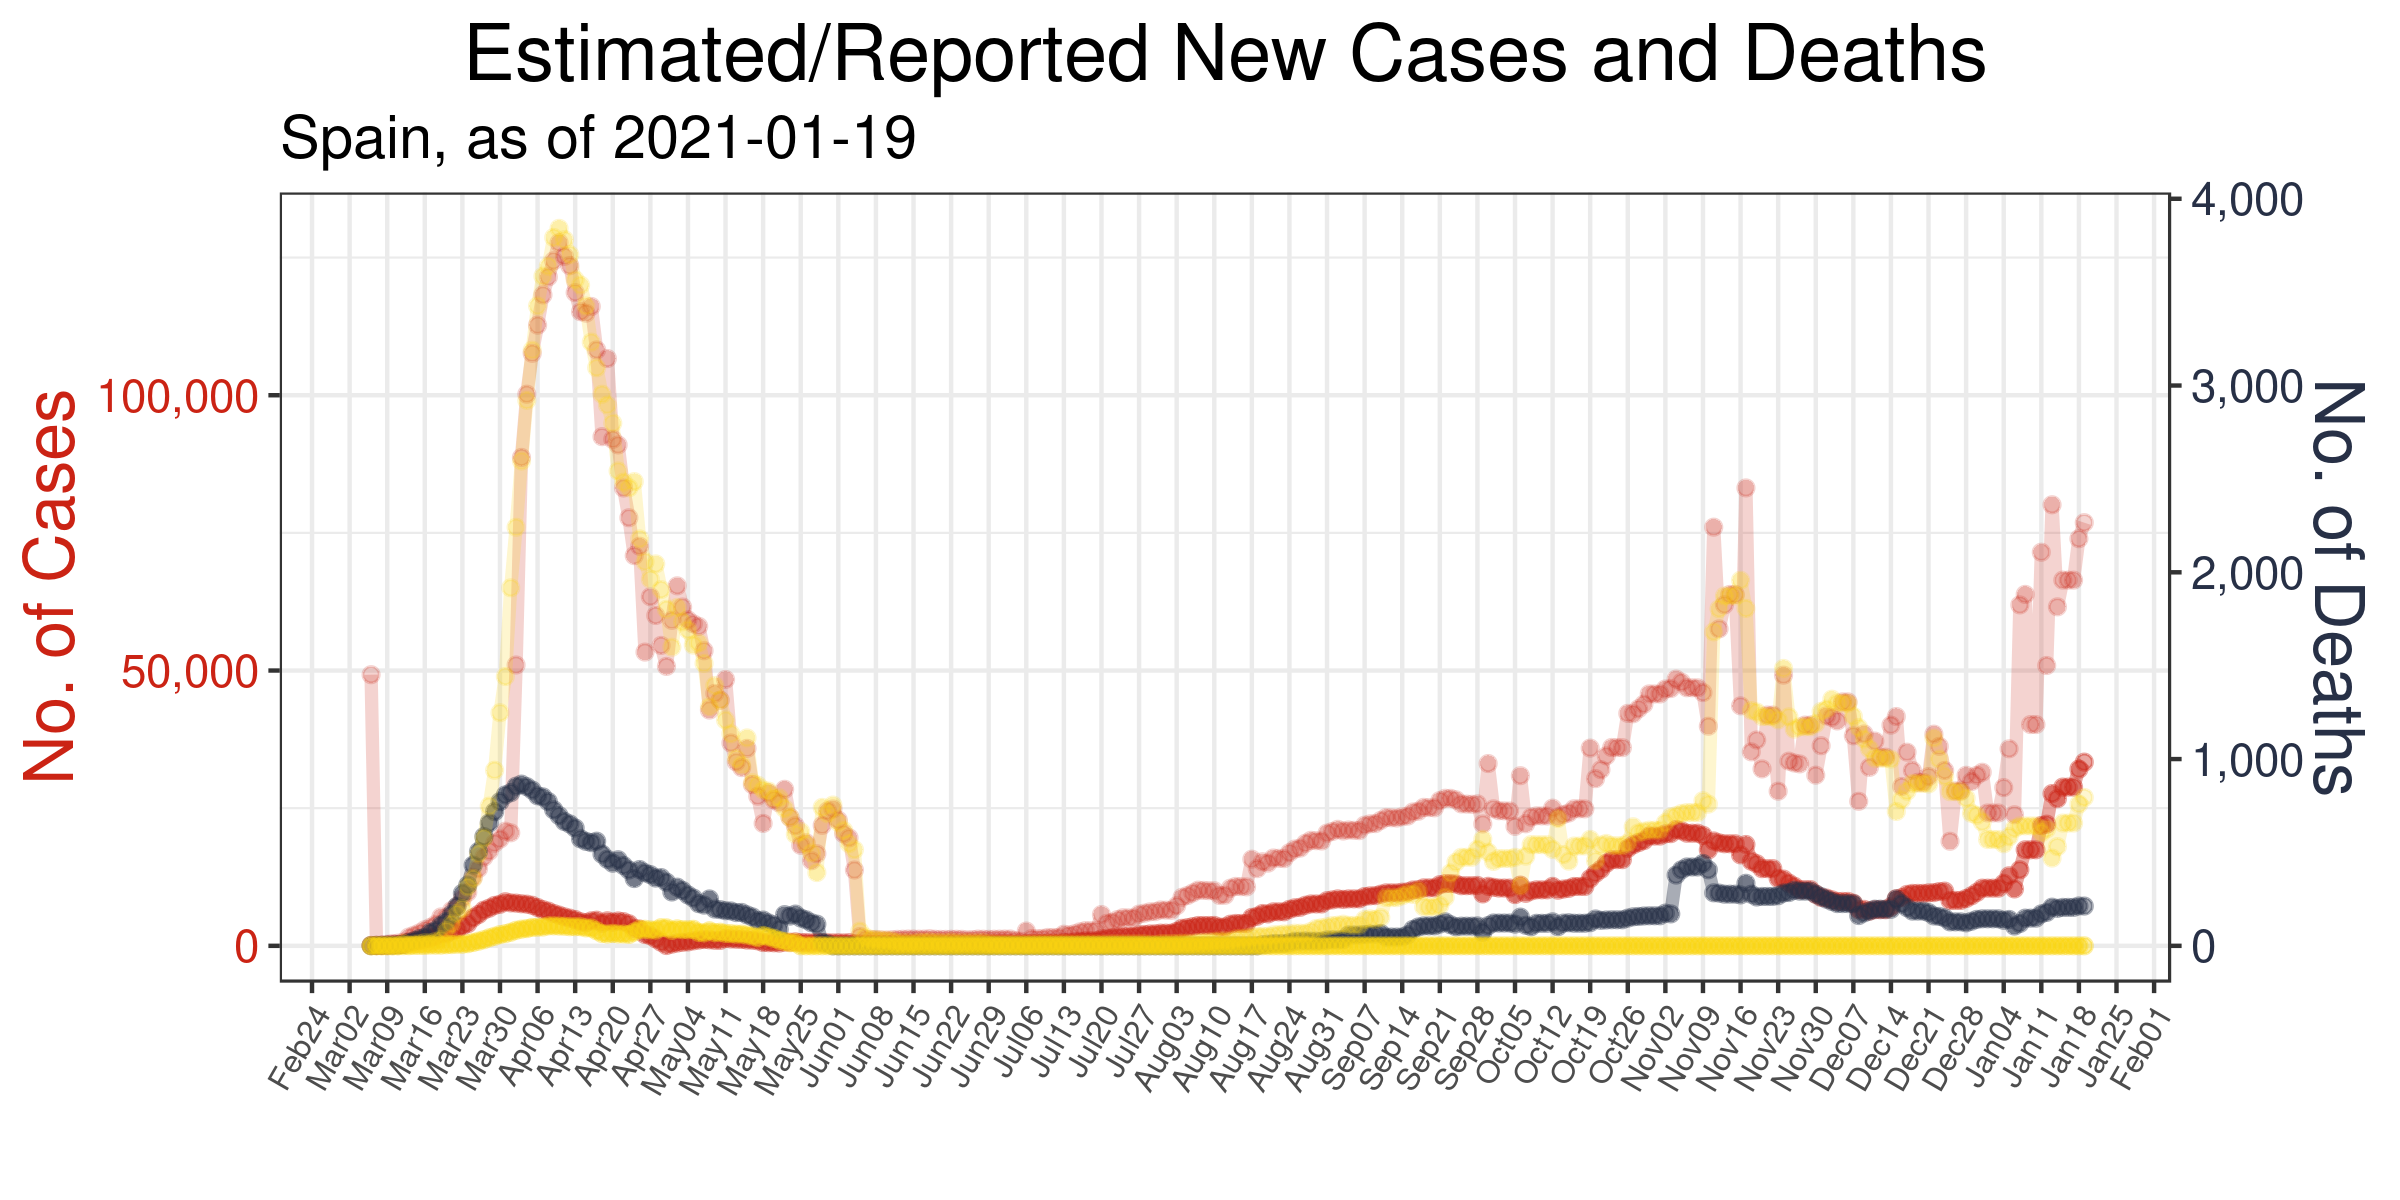 Estimated/Reported New Cases and Deaths
Spain, as of 2021-01-19
No. of Cases
100,000
50,000
0
4,000
3,000
2,000
1,000
0
No. of Deaths
Feb24 Mar02 Mar09 Mar16 Mar23 Mar30 Apr06 Apr13 Apr20 Apr27 May04 May11 May18 May25 Jun01 Jun08 Jun15 Jun22 Jun29 Jul06 Jul13 Jul20 Jul27 Aug03 Aug10 Aug17 Aug24 Aug31 Sep07 Sep14 Sep21 Sep28 Oct05 Oct12 Oct19 Oct26 Nov02 Nov09 Nov16 Nov23 Nov30 Dec07 Dec14 Dec21 Dec28 Jan04 Jan11 Jan18 Jan25 Feb01